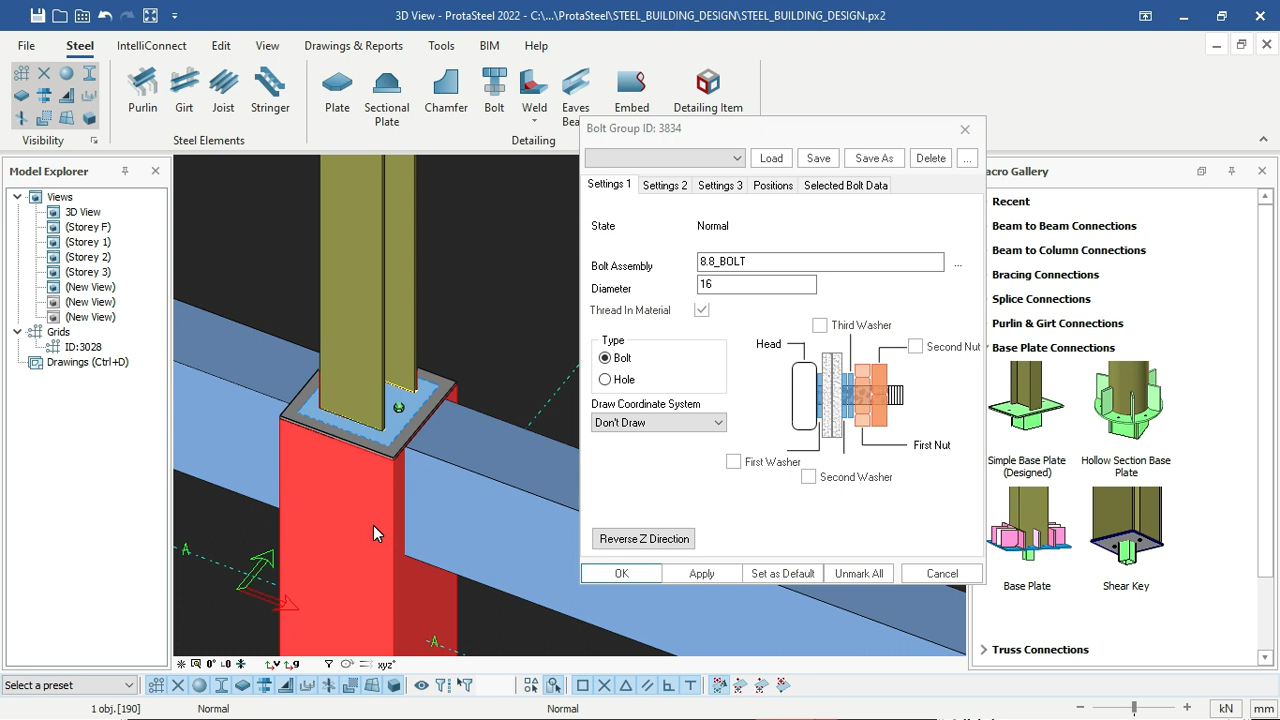 3D View - ProtaSteel 2022 - C:\...\ProtaSteel\STEEL_BUILDING_DESIGN\STEEL_BUILDING_DESIGN.px2
File Steel IntelliConnect Edit View Drawings & Reports Tools BIM Help
Purlin Girt Joist Stringer Plate Sectional Plate Chamfer Bolt Weld Eaves Bea Embed Detailing Item
Visibility Steel Elements Detailing
Model Explorer
Views
3D View
(Storey F)
(Storey 1)
(Storey 2)
(Storey 3)
(New View)
(New View)
(New View)
Grids
ID:3028
Drawings (Ctrl+D)
A
A
Bolt Group ID: 3834
Load Save Save As Delete ...
Settings 1 Settings 2 Settings 3 Positions Selected Bolt Data
State Normal
Bolt Assembly 8.8_BOLT ...
Diameter 16
Thread In Material
Type
Bolt
Hole
Draw Coordinate System
Don't Draw
Third Washer
Head
Second Nut
First Nut
First Washer
Second Washer
Reverse Z Direction
OK Apply Set as Default Unmark All Cancel
acro Gallery
Recent
Beam to Beam Connections
Beam to Column Connections
Bracing Connections
Splice Connections
Purlin & Girt Connections
Base Plate Connections
Simple Base Plate (Designed)
Hollow Section Base Plate
Base Plate
Shear Key
Truss Connections
xyz
Select a preset
1 obj.[190] Normal Normal
kN mm